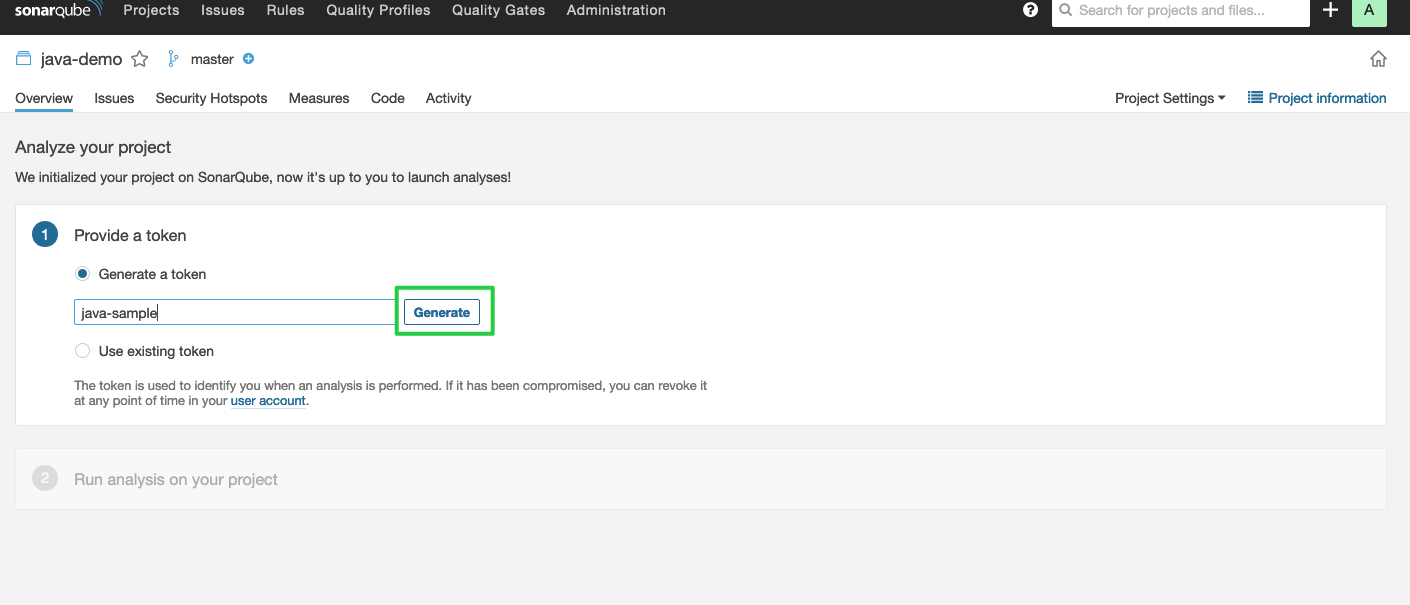 sonarqube Projects Issues Rules Quality Profiles Quality Gates Administration ? Search for projects and files... + A
java-demo master
Overview Issues Security Hotspots Measures Code Activity Project Settings Project information
Analyze your project
We initialized your project on SonarQube, now it's up to you to launch analyses!
1 Provide a token
Generate a token
java-sample Generate
Use existing token
The token is used to identify you when an analysis is performed. If it has been compromised, you can revoke it
at any point of time in your user account.
2 Run analysis on your project